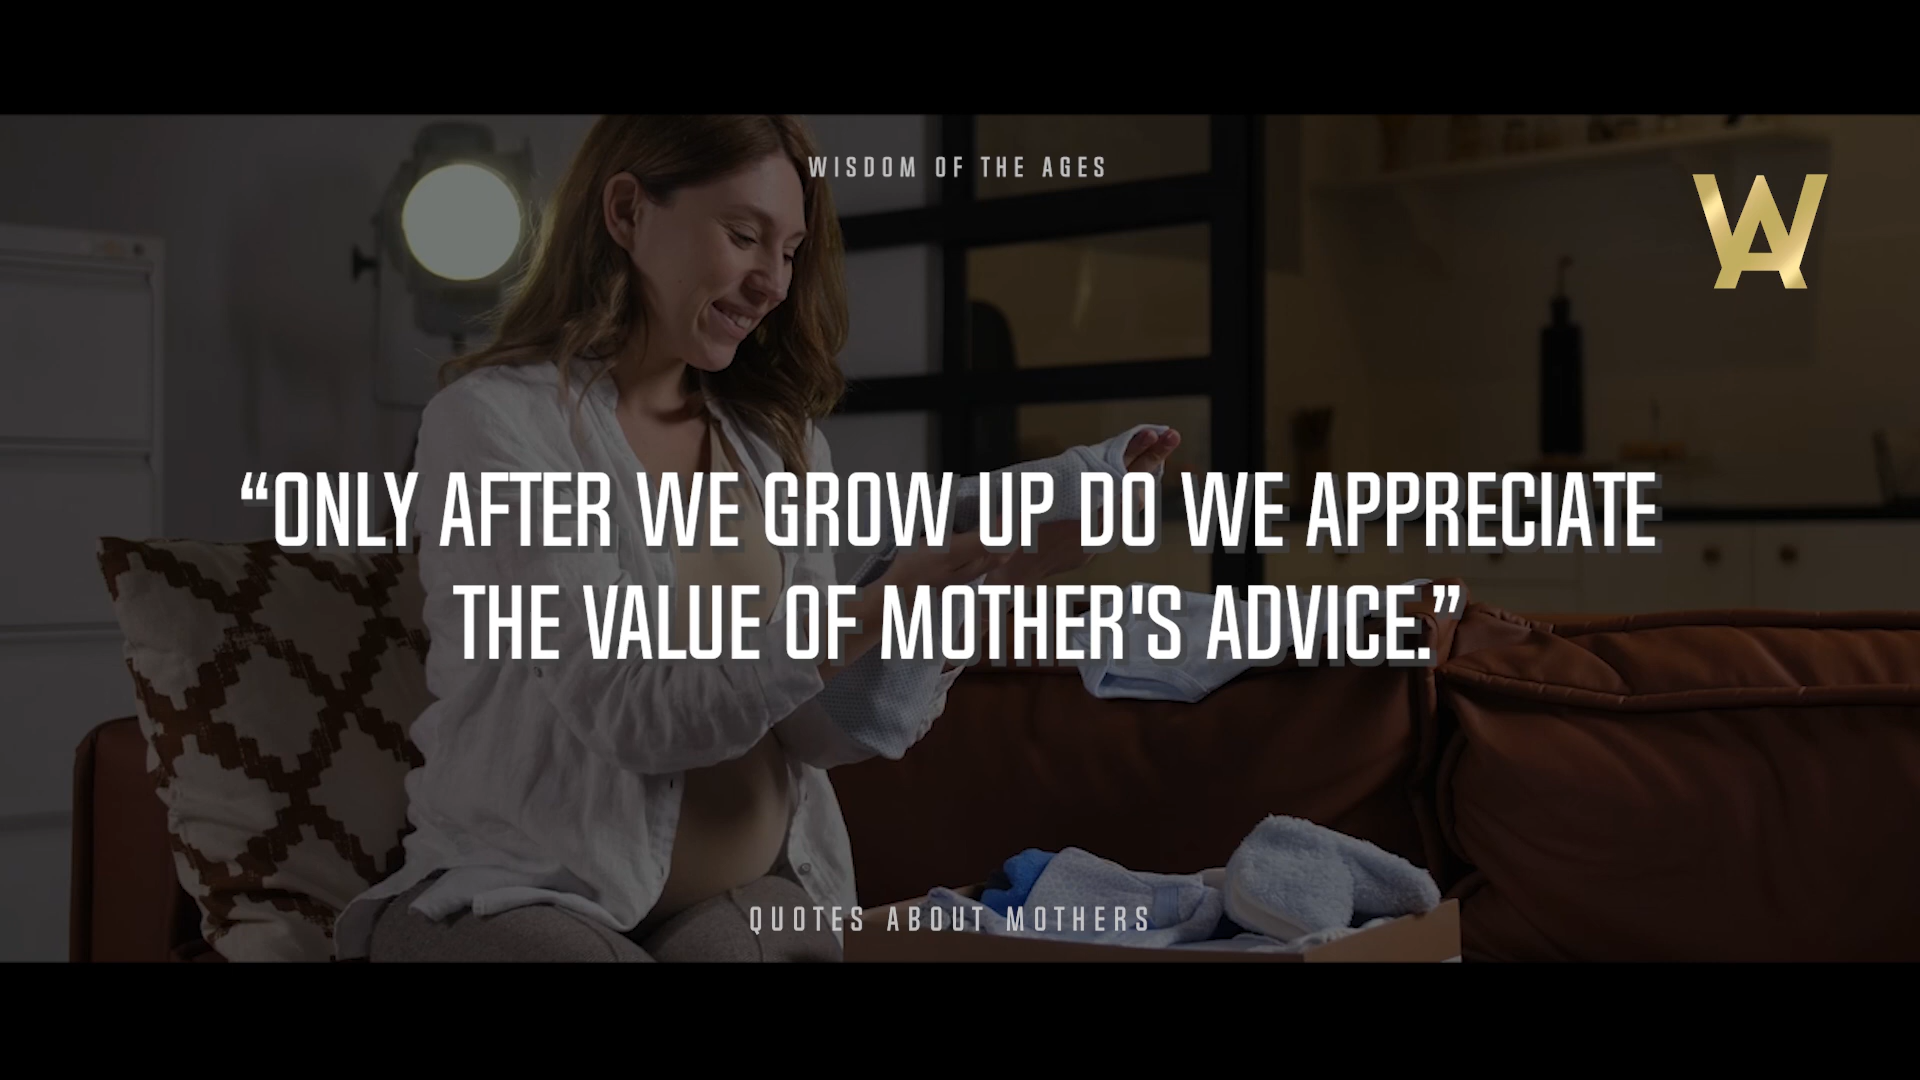 WISDOM OF THE AGES
WA
“ONLY AFTER WE GROW UP DO WE APPRECIATE
THE VALUE OF MOTHER'S ADVICE.”
QUOTES ABOUT MOTHERS